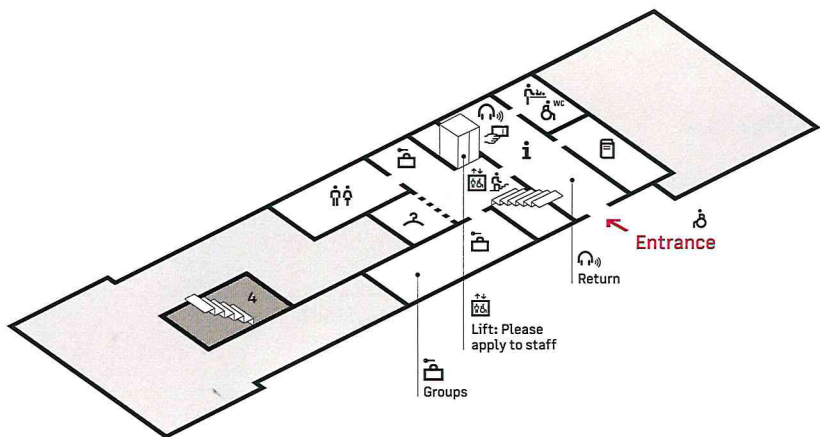 WC
i
Entrance
Return
4
Lift: Please
apply to staff
Groups